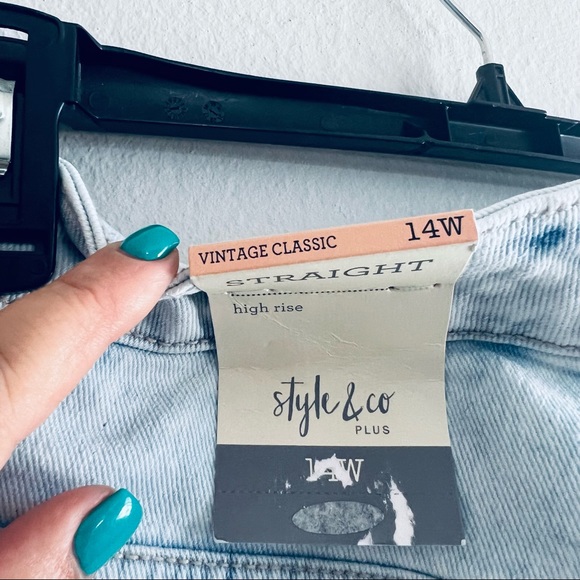 VINTAGE CLASSIC 14W
STRAIGHT
high rise
style & co
PLUS
14W